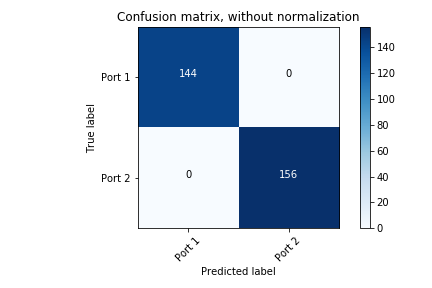 Confusion matrix, without normalization
True label
Port 1
144
0
Port 2
0
156
Port 1
Port 2
Predicted label
140
120
100
80
60
40
20
0